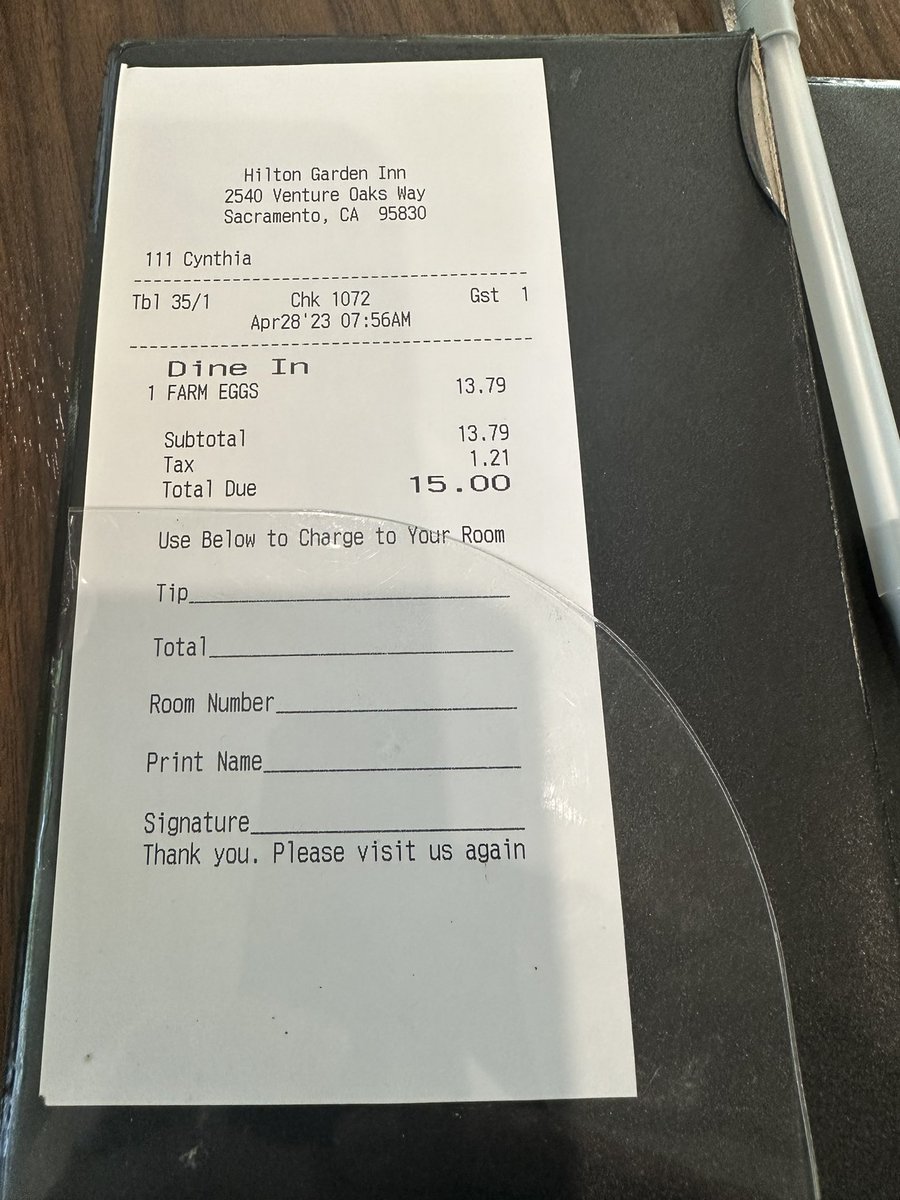 Hilton Garden Inn
2540 Venture Oaks Way
Sacramento, CA 95830
111 Cynthia
Tbl 35/1 Chk 1072 Gst 1
Apr28'23 07:56AM
Dine In
1 FARM EGGS 13.79
Subtotal 13.79
Tax 1.21
Total Due 15.00
Use Below to Charge to Your Room
Tip
Total
Room Number
Print Name
Signature
Thank you. Please visit us again